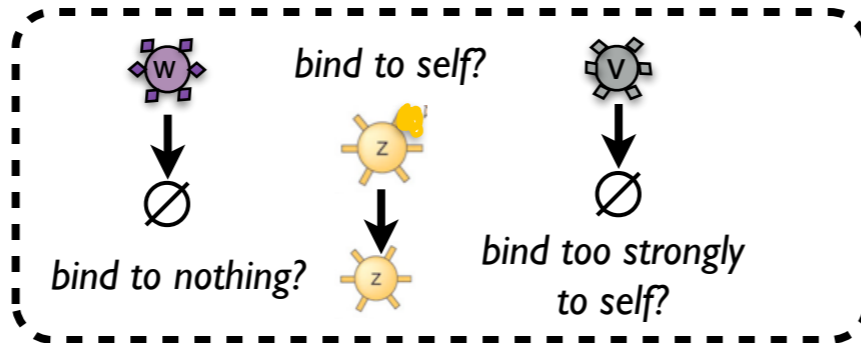 W
bind to nothing?
bind to self?
z
z
V
bind too strongly
to self?